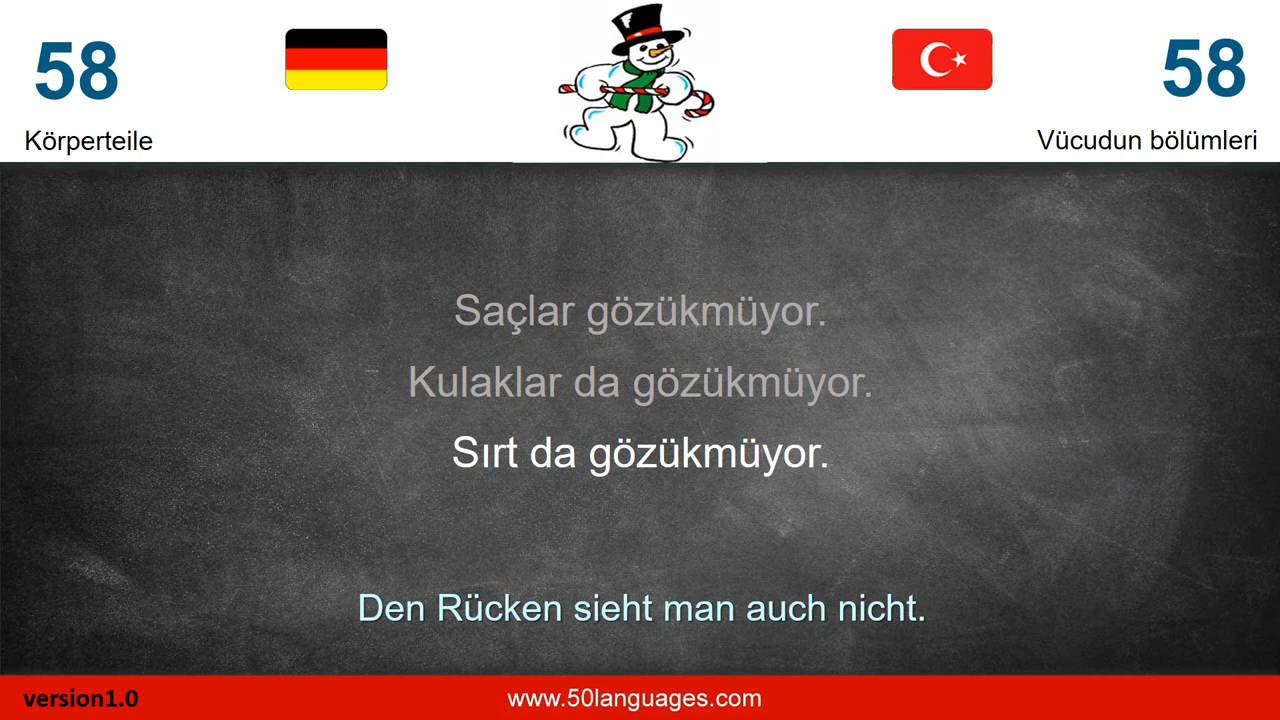 58
58
Körperteile
Vücudun bölümleri
Saçlar gözükmüyor.
Kulaklar da gözükmüyor.
Sırt da gözükmüyor.
Den Rücken sieht man auch nicht.
version1.0
www.50languages.com